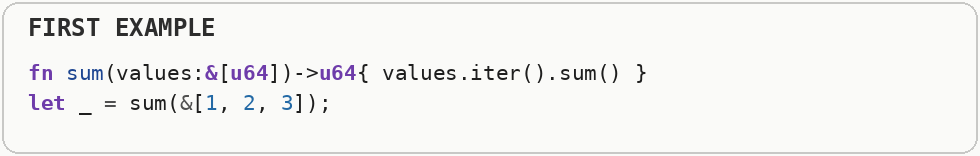 FIRST EXAMPLE
fn sum(values:&[u64])->u64{ values.iter().sum() }
let _ = sum(&[1, 2, 3]);